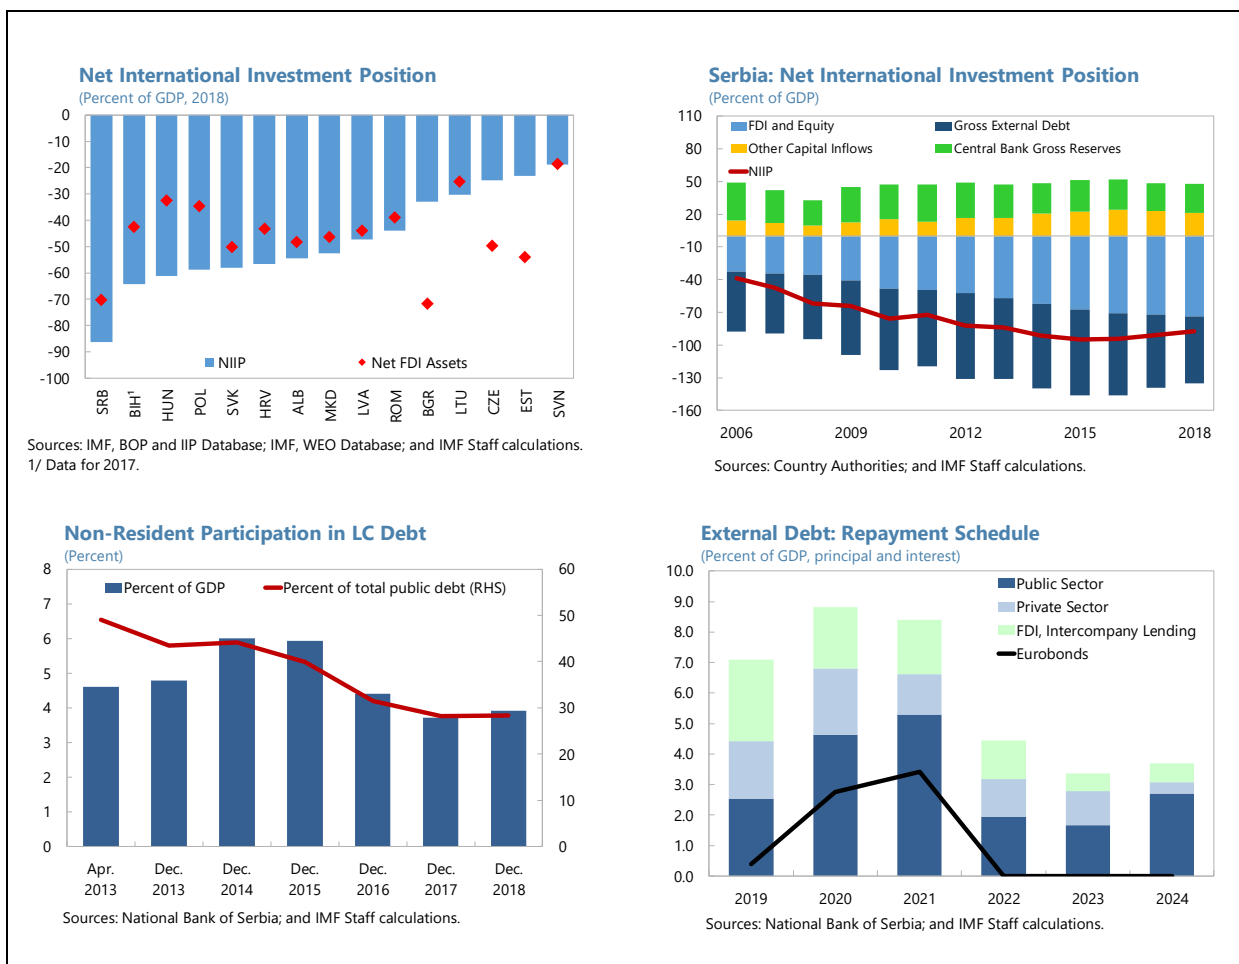 Net International Investment Position
(Percent of GDP, 2018)
0
-10
-20
-30
-40
-50
-60
-70
-80
-90
-100
NIIP
Net FDI Assets
SRB
BIH¹
HUN
POL
SVK
HRV
ALB
MKD
LVA
ROM
BGR
LTU
CZE
EST
SVN
Sources: IMF, BOP and IIP Database; IMF, WEO Database; and IMF Staff calculations.
1/ Data for 2017.
Serbia: Net International Investment Position
(Percent of GDP)
110
80
50
20
-10
-40
-70
-100
-130
-160
FDI and Equity
Gross External Debt
Other Capital Inflows
Central Bank Gross Reserves
NIIP
2006
2009
2012
2015
2018
Sources: Country Authorities; and IMF Staff calculations.
Non-Resident Participation in LC Debt
(Percent)
8
7
6
5
4
3
2
1
0
Percent of GDP
Percent of total public debt (RHS)
60
50
40
30
20
10
0
Apr. 2013
Dec. 2013
Dec. 2014
Dec. 2015
Dec. 2016
Dec. 2017
Dec. 2018
Sources: National Bank of Serbia; and IMF Staff calculations.
External Debt: Repayment Schedule
(Percent of GDP, principal and interest)
10.0
9.0
8.0
7.0
6.0
5.0
4.0
3.0
2.0
1.0
0.0
Public Sector
Private Sector
FDI, Intercompany Lending
Eurobonds
2019
2020
2021
2022
2023
2024
Sources: National Bank of Serbia; and IMF Staff calculations.